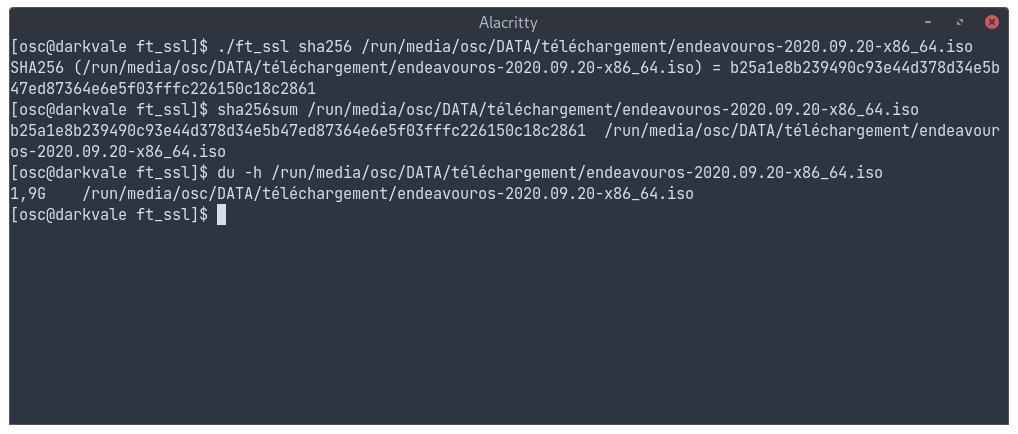 Alacritty
[osc@darkvale ft_ssl]$ ./ft_ssl sha256 /run/media/osc/DATA/téléchargement/endeavouros-2020.09.20-x86_64.iso
SHA256 (/run/media/osc/DATA/téléchargement/endeavouros-2020.09.20-x86_64.iso) = b25a1e8b239490c93e44d378d34e5b
47ed87364e6e5f03fffc226150c18c2861
[osc@darkvale ft_ssl]$ sha256sum /run/media/osc/DATA/téléchargement/endeavouros-2020.09.20-x86_64.iso
b25a1e8b239490c93e44d378d34e5b47ed87364e6e5f03fffc226150c18c2861  /run/media/osc/DATA/téléchargement/endeavour
os-2020.09.20-x86_64.iso
[osc@darkvale ft_ssl]$ du -h /run/media/osc/DATA/téléchargement/endeavouros-2020.09.20-x86_64.iso
1,9G    /run/media/osc/DATA/téléchargement/endeavouros-2020.09.20-x86_64.iso
[osc@darkvale ft_ssl]$